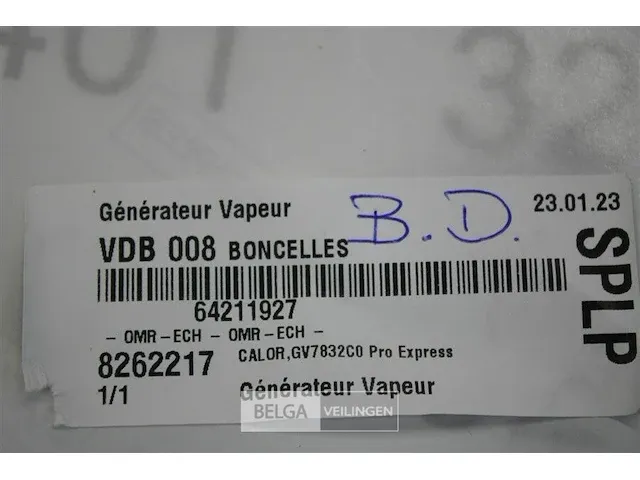 Générateur Vapeur
B.D.
23.01.23
VDB 008 BONCELLES
SPLP
64211927
- OMR-ECH - OMR-ECH -
8262217 CALOR,GV7832C0 Pro Express
1/1 Générateur Vapeur
BELGA VEILINGEN